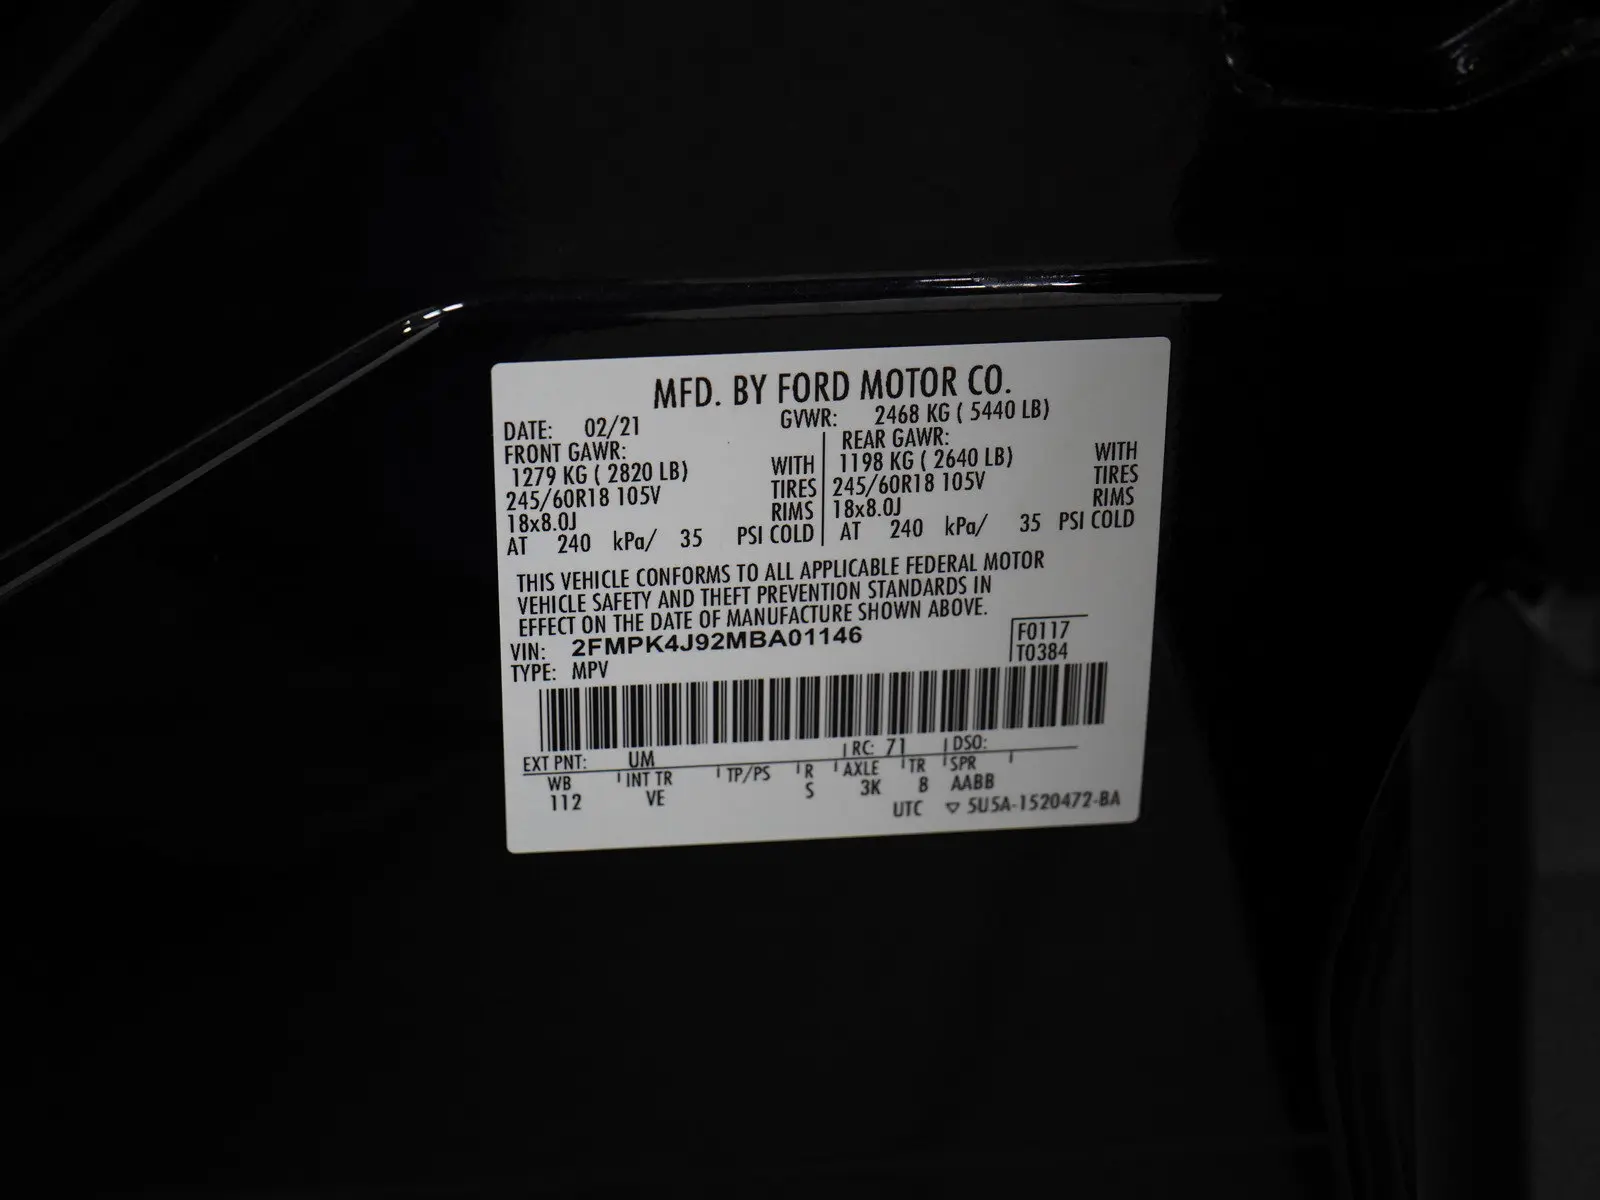 MFD. BY FORD MOTOR CO.
DATE: 02/21 GVWR: 2468 KG ( 5440 LB)
FRONT GAWR: REAR GAWR:
1279 KG ( 2820 LB) WITH 1198 KG ( 2640 LB) WITH
245/60R18 105V TIRES 245/60R18 105V TIRES
18x8.0J RIMS 18x8.0J RIMS
AT 240 kPa/ 35 PSI COLD AT 240 kPa/ 35 PSI COLD
THIS VEHICLE CONFORMS TO ALL APPLICABLE FEDERAL MOTOR
VEHICLE SAFETY AND THEFT PREVENTION STANDARDS IN
EFFECT ON THE DATE OF MANUFACTURE SHOWN ABOVE.
VIN: 2FMPK4J92MBA01146 F0117
TYPE: MPV T0384
EXT PNT: UM RC: 71 DSO:
WB INT TR TP/PS R AXLE TR SPR
112 VE S 3K 8 AABB
UTC ▽ 5U5A-1520472-BA